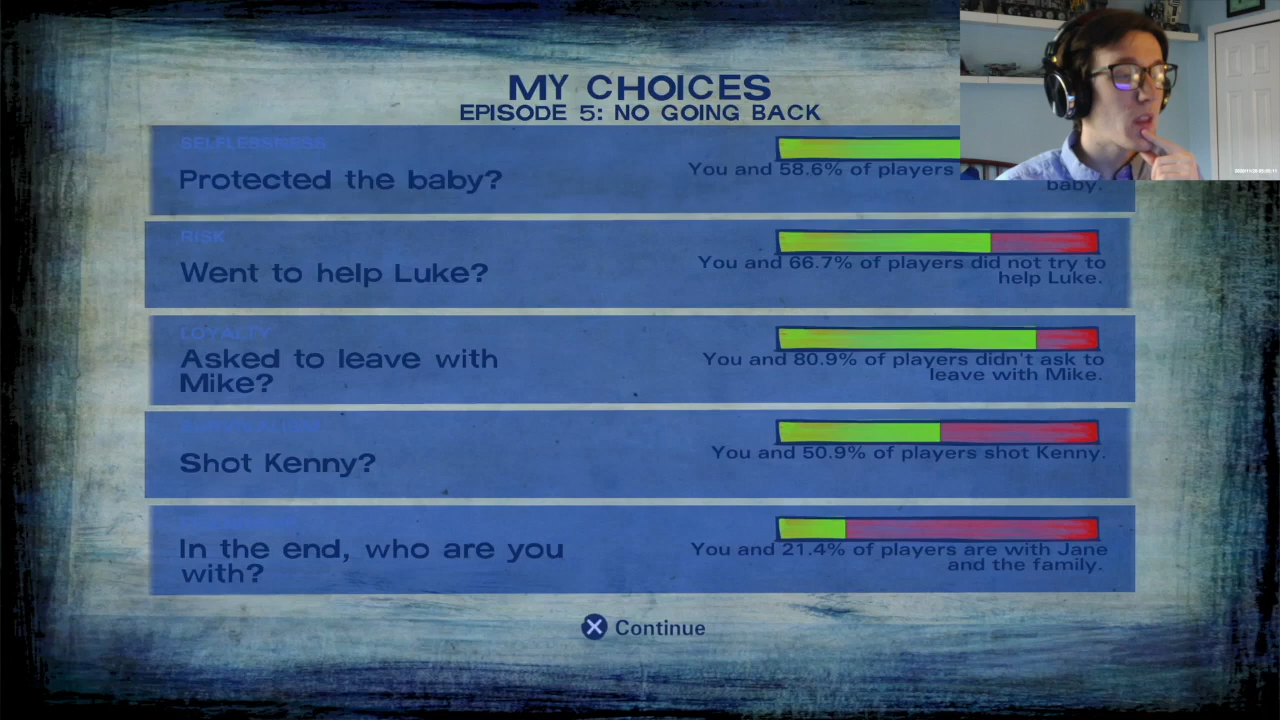 MY CHOICES
EPISODE 5: NO GOING BACK
SELFLESSNESS
Protected the baby?
You and 58.6% of players
baby.
RISK
Went to help Luke?
You and 66.7% of players did not try to
help Luke.
LOYALTY
Asked to leave with
Mike?
You and 80.9% of players didn't ask to
leave with Mike.
Shot Kenny?
You and 50.9% of players shot Kenny.
In the end, who are you
with?
You and 21.4% of players are with Jane
and the family.
Continue